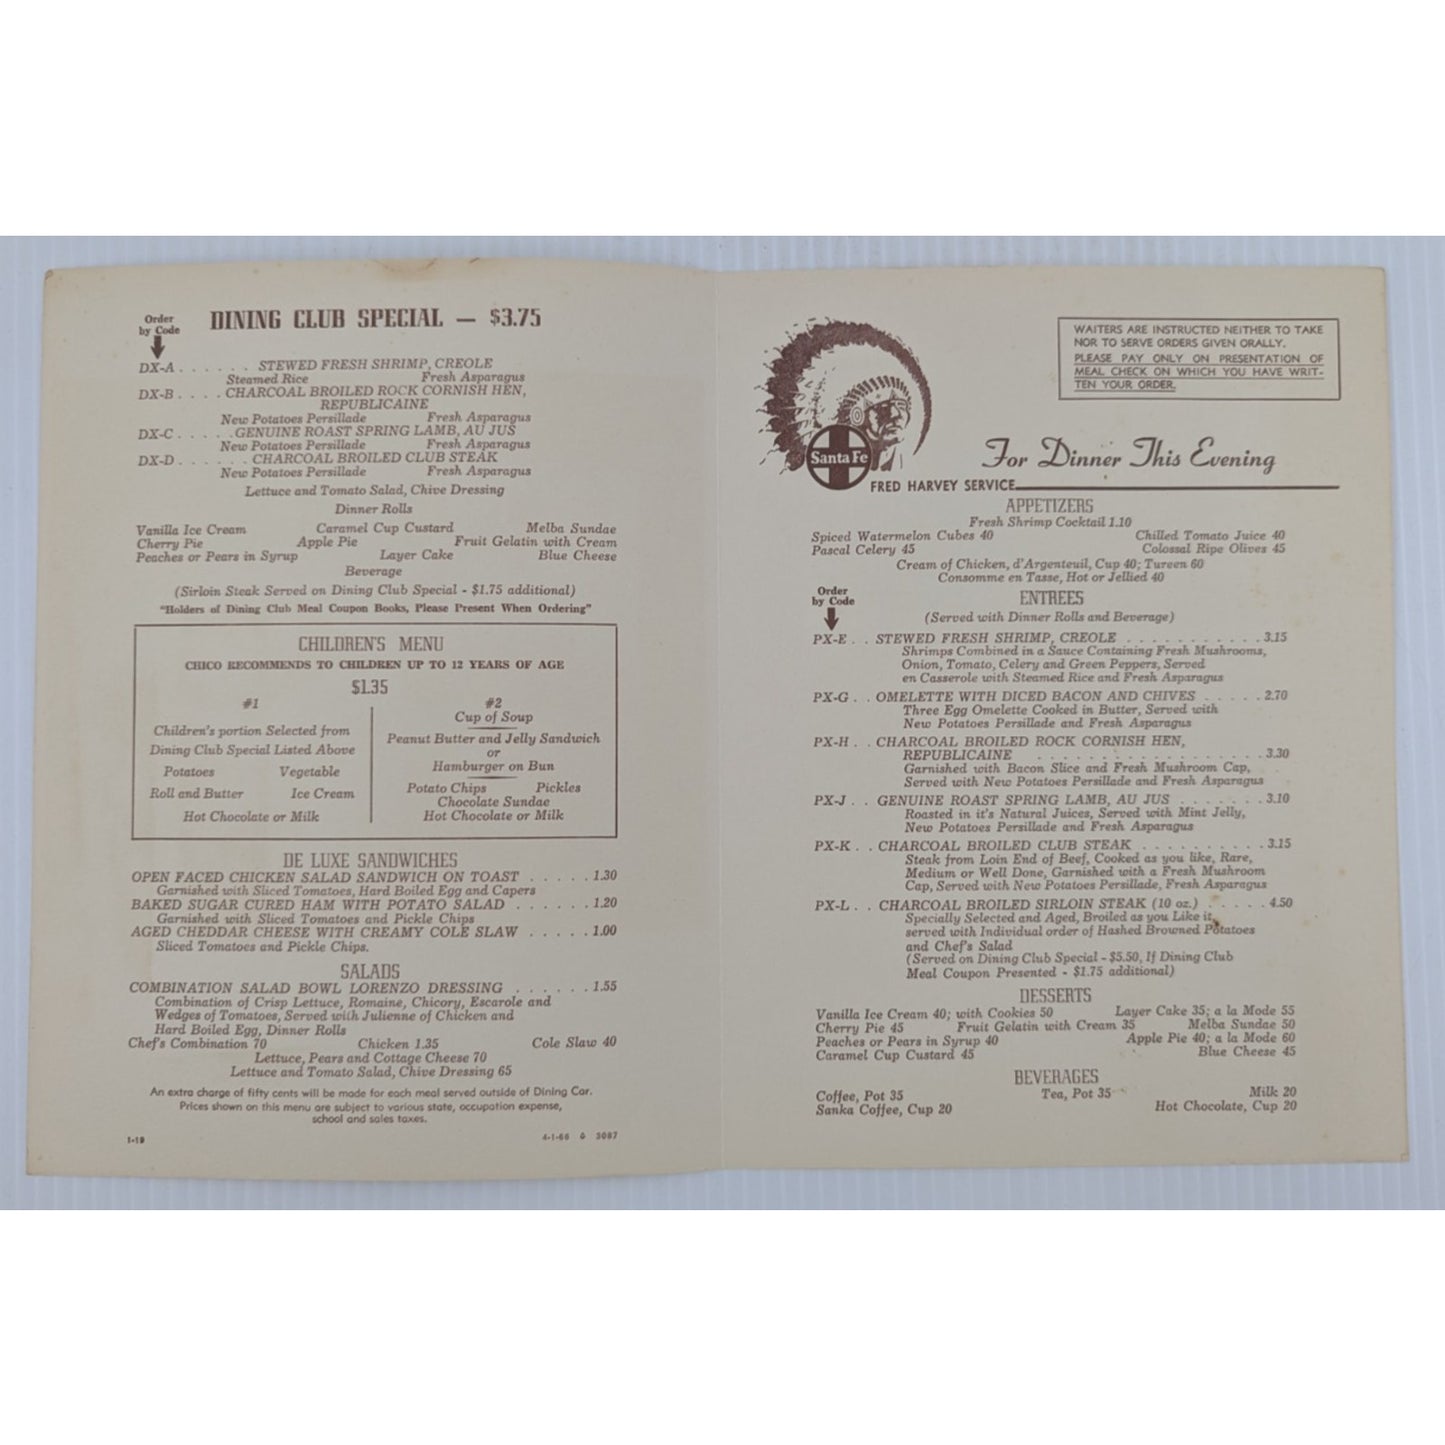 Order
by Code
DINING CLUB SPECIAL — $3.75
DX-A . . . . . . STEWED FRESH SHRIMP, CREOLE
Steamed Rice Fresh Asparagus
DX-B . . . . CHARCOAL BROILED ROCK CORNISH HEN,
REPUBLICAINE
New Potatoes Persillade Fresh Asparagus
DX-C . . . . . GENUINE ROAST SPRING LAMB, AU JUS
New Potatoes Persillade Fresh Asparagus
DX-D . . . . . . CHARCOAL BROILED CLUB STEAK
New Potatoes Persillade Fresh Asparagus
Lettuce and Tomato Salad, Chive Dressing
Dinner Rolls
Vanilla Ice Cream Caramel Cup Custard Melba Sundae
Cherry Pie Apple Pie Fruit Gelatin with Cream
Peaches or Pears in Syrup Layer Cake Blue Cheese
Beverage
(Sirloin Steak Served on Dining Club Special - $1.75 additional)
"Holders of Dining Club Meal Coupon Books, Please Present When Ordering"
CHILDREN'S MENU
CHICO RECOMMENDS TO CHILDREN UP TO 12 YEARS OF AGE
$1.35
#1
Children's portion Selected from
Dining Club Special Listed Above
Potatoes Vegetable
Roll and Butter Ice Cream
Hot Chocolate or Milk
#2
Cup of Soup
Peanut Butter and Jelly Sandwich
or
Hamburger on Bun
Potato Chips Pickles
Chocolate Sundae
Hot Chocolate or Milk
DE LUXE SANDWICHES
OPEN FACED CHICKEN SALAD SANDWICH ON TOAST . . . . . 1.30
Garnished with Sliced Tomatoes, Hard Boiled Egg and Capers
BAKED SUGAR CURED HAM WITH POTATO SALAD . . . . . . 1.20
Garnished with Sliced Tomatoes and Pickle Chips
AGED CHEDDAR CHEESE WITH CREAMY COLE SLAW . . . . . 1.00
Sliced Tomatoes and Pickle Chips.
SALADS
COMBINATION SALAD BOWL LORENZO DRESSING . . . . . . 1.55
Combination of Crisp Lettuce, Romaine, Chicory, Escarole and
Wedges of Tomatoes, Served with Julienne of Chicken and
Hard Boiled Egg, Dinner Rolls
Chef's Combination 70 Chicken 1.35 Cole Slaw 40
Lettuce, Pears and Cottage Cheese 70
Lettuce and Tomato Salad, Chive Dressing 65
An extra charge of fifty cents will be made for each meal served outside of Dining Car.
Prices shown on this menu are subject to various state, occupation expense,
school and sales taxes.
1-19 4-1-66 3087
WAITERS ARE INSTRUCTED NEITHER TO TAKE
NOR TO SERVE ORDERS GIVEN ORALLY.
PLEASE PAY ONLY ON PRESENTATION OF
MEAL CHECK ON WHICH YOU HAVE WRIT-
TEN YOUR ORDER.
Santa Fe
For Dinner This Evening
FRED HARVEY SERVICE
APPETIZERS
Fresh Shrimp Cocktail 1.10
Spiced Watermelon Cubes 40 Chilled Tomato Juice 40
Pascal Celery 45 Colossal Ripe Olives 45
Cream of Chicken, d'Argenteuil, Cup 40; Tureen 60
Consomme en Tasse, Hot or Jellied 40
Order
by Code
ENTREES
(Served with Dinner Rolls and Beverage)
PX-E . . STEWED FRESH SHRIMP, CREOLE . . . . . . . . . . . 3.15
Shrimps Combined in a Sauce Containing Fresh Mushrooms,
Onion, Tomato, Celery and Green Peppers, Served
en Casserole with Steamed Rice and Fresh Asparagus
PX-G . . OMELETTE WITH DICED BACON AND CHIVES . . . . . 2.70
Three Egg Omelette Cooked in Butter, Served with
New Potatoes Persillade and Fresh Asparagus
PX-H . . CHARCOAL BROILED ROCK CORNISH HEN,
REPUBLICAINE . . . . . . . . . . . . . . . . . 3.30
Garnished with Bacon Slice and Fresh Mushroom Cap,
Served with New Potatoes Persillade and Fresh Asparagus
PX-J . . GENUINE ROAST SPRING LAMB, AU JUS . . . . . . . 3.10
Roasted in it's Natural Juices, Served with Mint Jelly,
New Potatoes Persillade and Fresh Asparagus
PX-K . . CHARCOAL BROILED CLUB STEAK . . . . . . . . . . 3.15
Steak from Loin End of Beef, Cooked as you like, Rare,
Medium or Well Done, Garnished with a Fresh Mushroom
Cap, Served with New Potatoes Persillade, Fresh Asparagus
PX-L . . CHARCOAL BROILED SIRLOIN STEAK (10 oz.) . . . . . 4.50
Specially Selected and Aged, Broiled as you Like it,
served with Individual order of Hashed Browned Potatoes
and Chef's Salad
(Served on Dining Club Special - $5.50, If Dining Club
Meal Coupon Presented - $1.75 additional)
DESSERTS
Vanilla Ice Cream 40; with Cookies 50 Layer Cake 35; a la Mode 55
Cherry Pie 45 Fruit Gelatin with Cream 35 Melba Sundae 50
Peaches or Pears in Syrup 40 Apple Pie 40; a la Mode 60
Caramel Cup Custard 45 Blue Cheese 45
BEVERAGES
Coffee, Pot 35 Tea, Pot 35 Milk 20
Sanka Coffee, Cup 20 Hot Chocolate, Cup 20